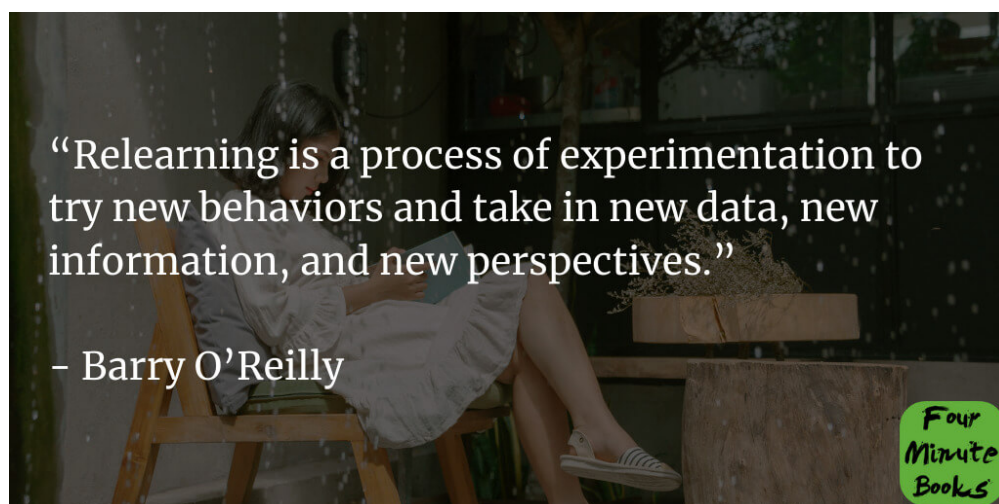 “Relearning is a process of experimentation to
try new behaviors and take in new data, new
information, and new perspectives.”
– Barry O’Reilly
Four
Minute
Books